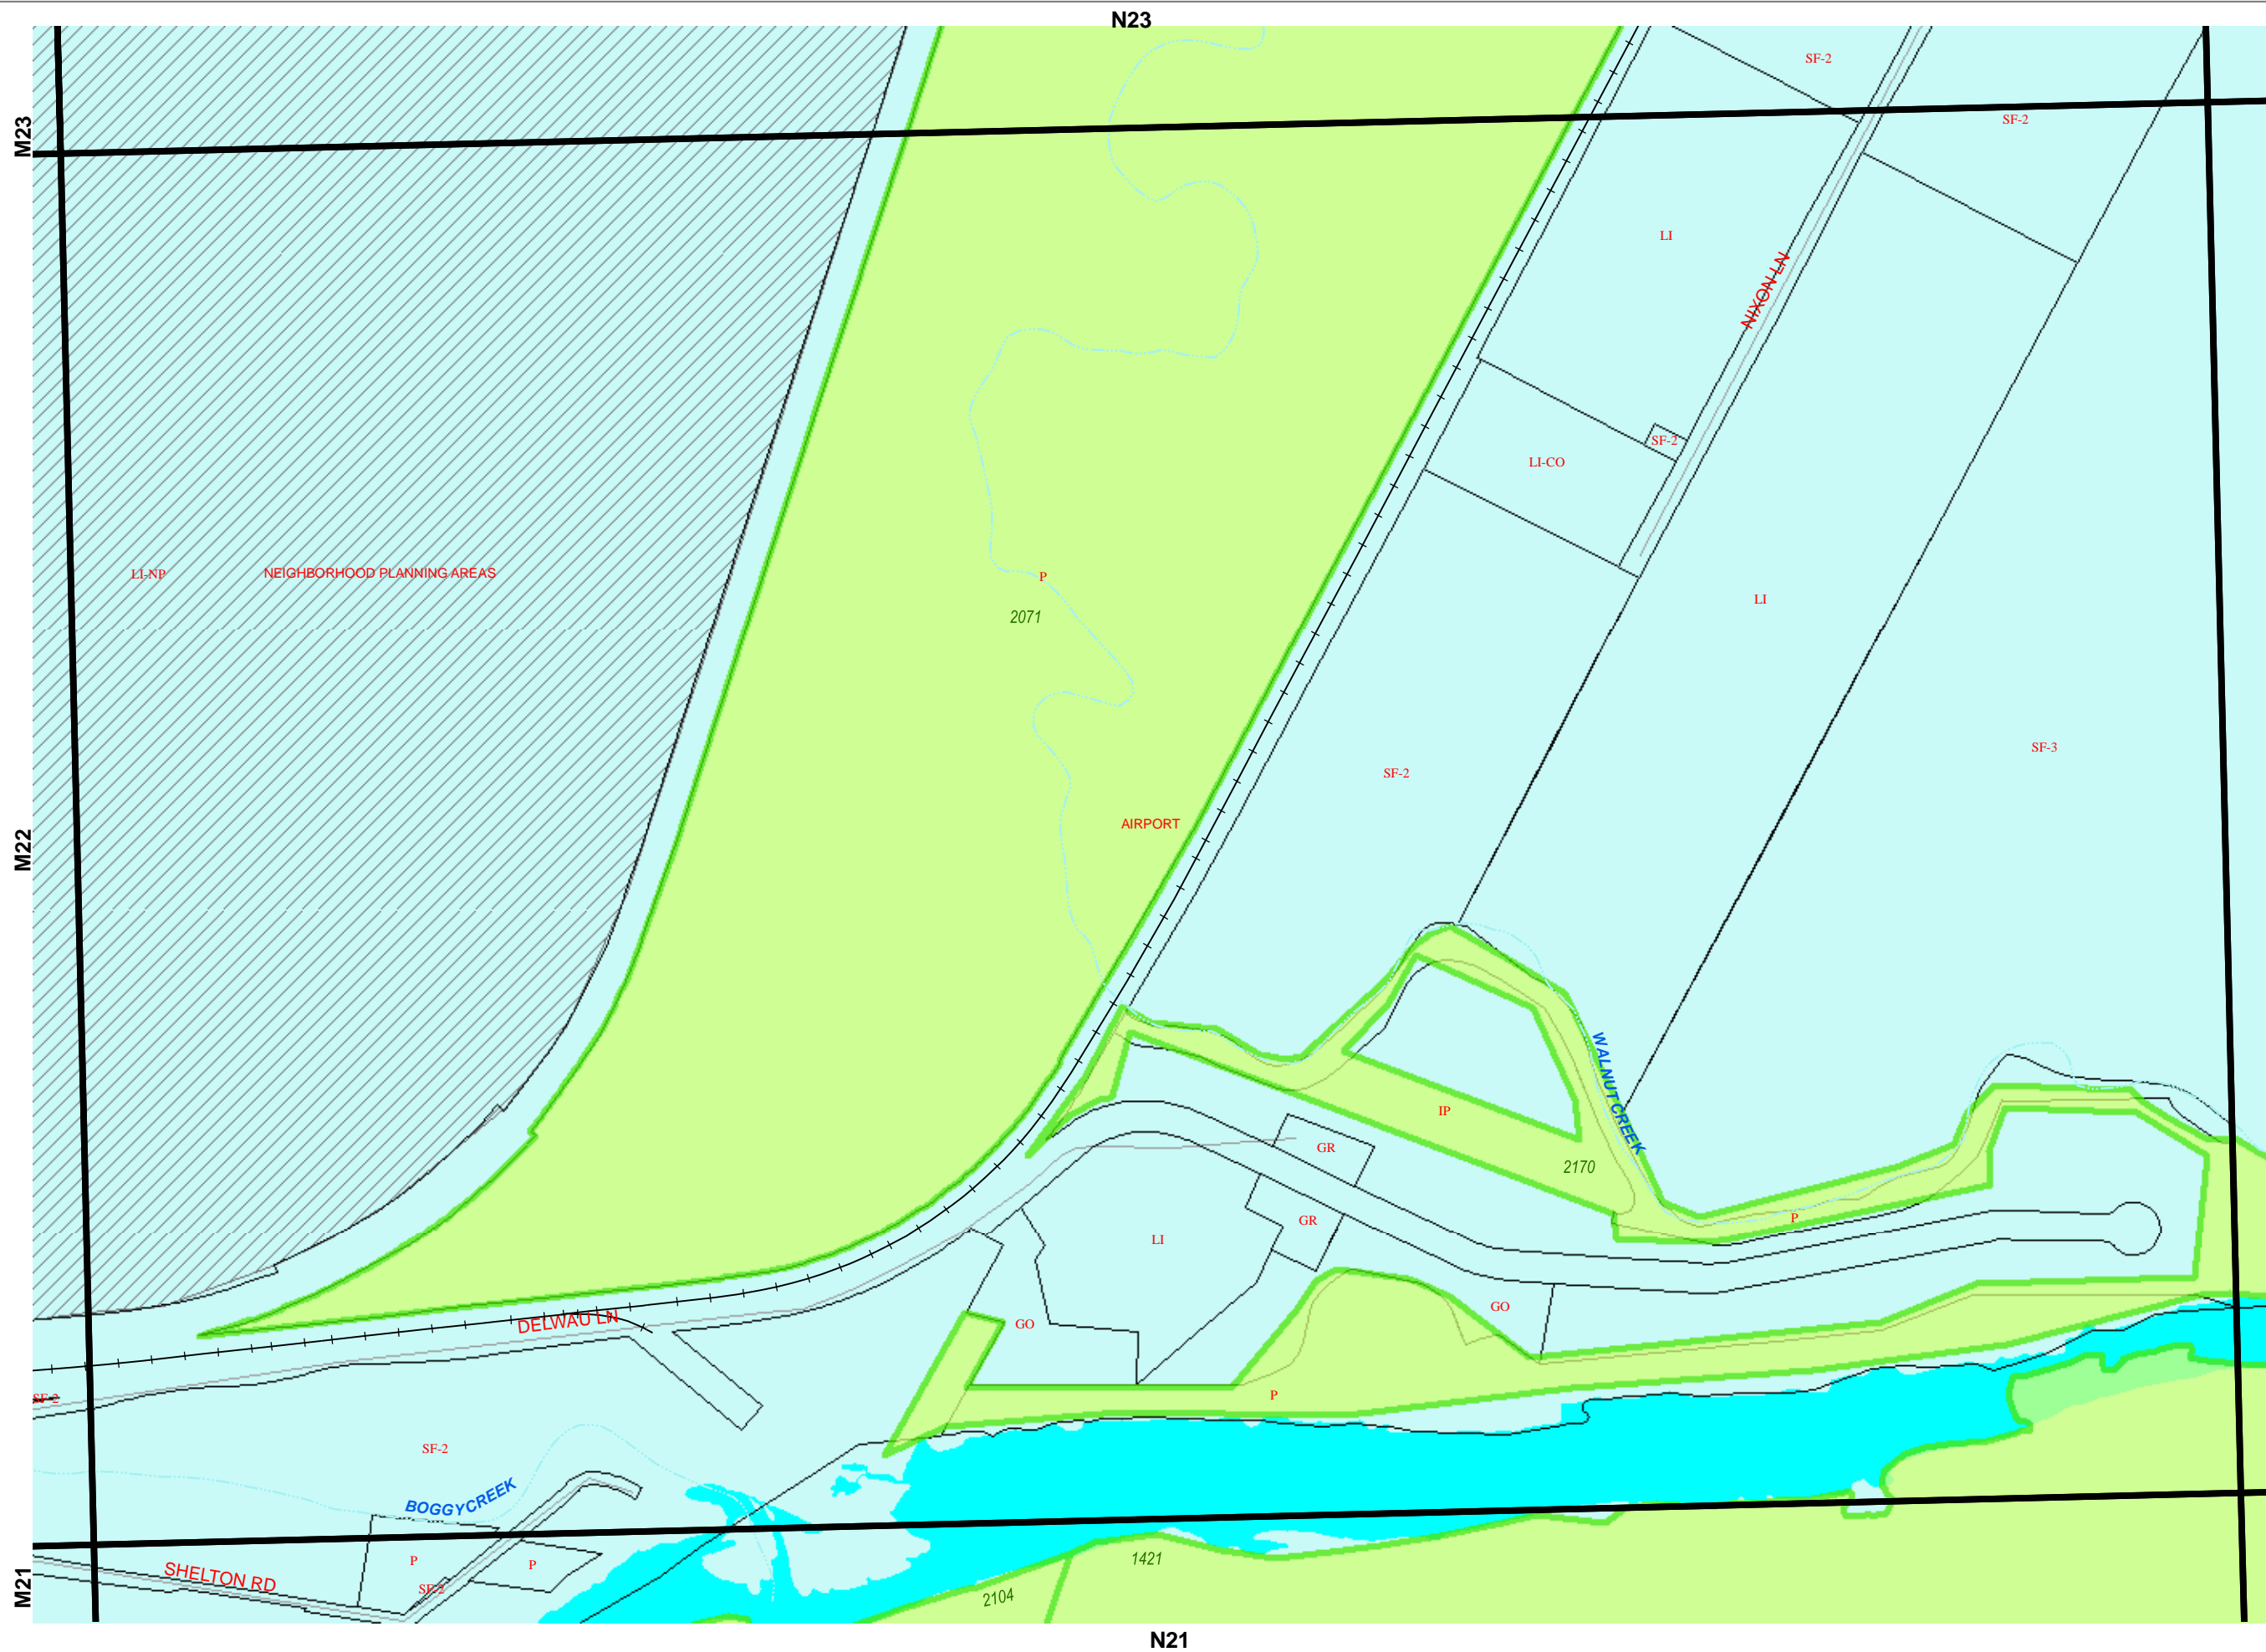 N23
SF-2
SF-2
M23
LI
NIXON LN
SF-2
LI-CO
LI-NP
NEIGHBORHOOD PLANNING AREAS
P
2071
LI
SF-3
SF-2
AIRPORT
M22
WALNUT CREEK
IP
GR
2170
GR
P
LI
GO
GO
DELWAU LN
SF-2
P
SF-2
BOGGY CREEK
P
P
1421
SHELTON RD
SF-2
2104
M21
N21